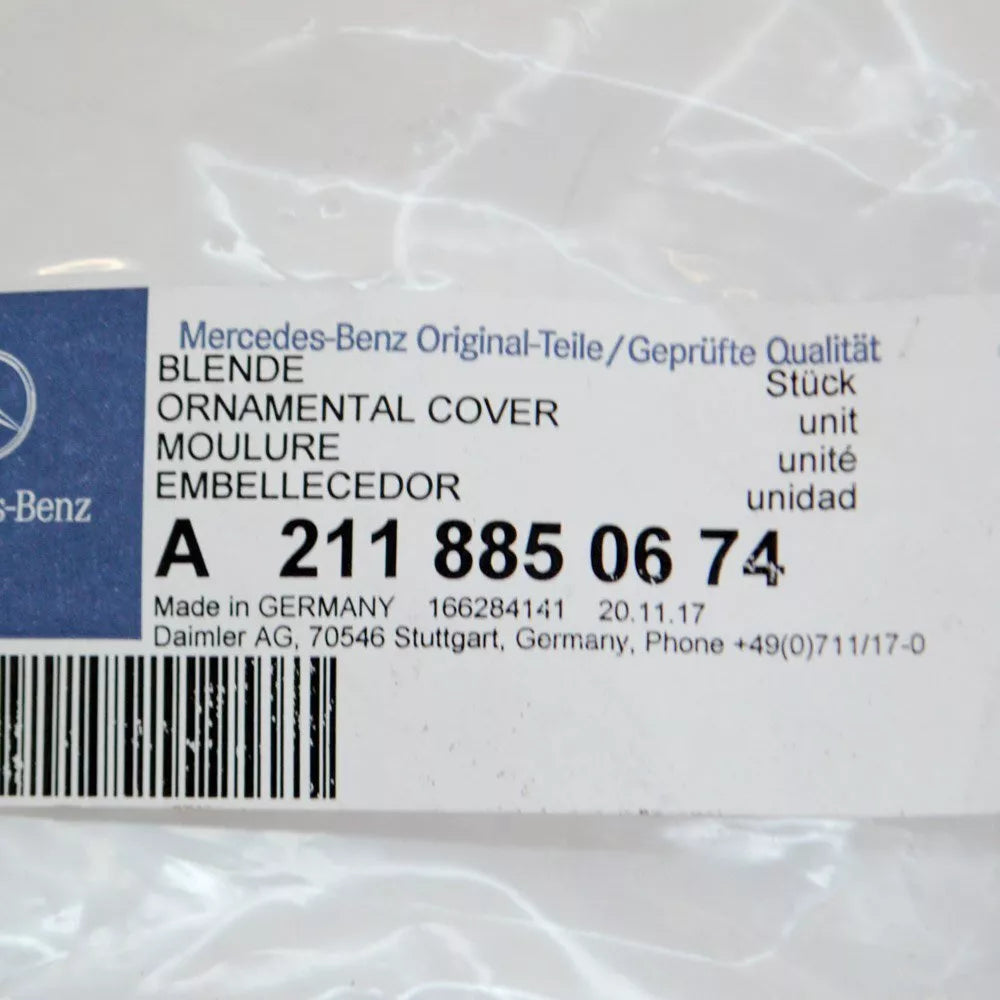 Mercedes-Benz Original-Teile/Geprüfte Qualität
BLENDE Stück
ORNAMENTAL COVER unit
MOULURE unité
EMBELLECEDOR unidad
s-Benz
A 211 885 06 74
Made in GERMANY 166284141 20.11.17
Daimler AG, 70546 Stuttgart, Germany, Phone +49(0)711/17-0